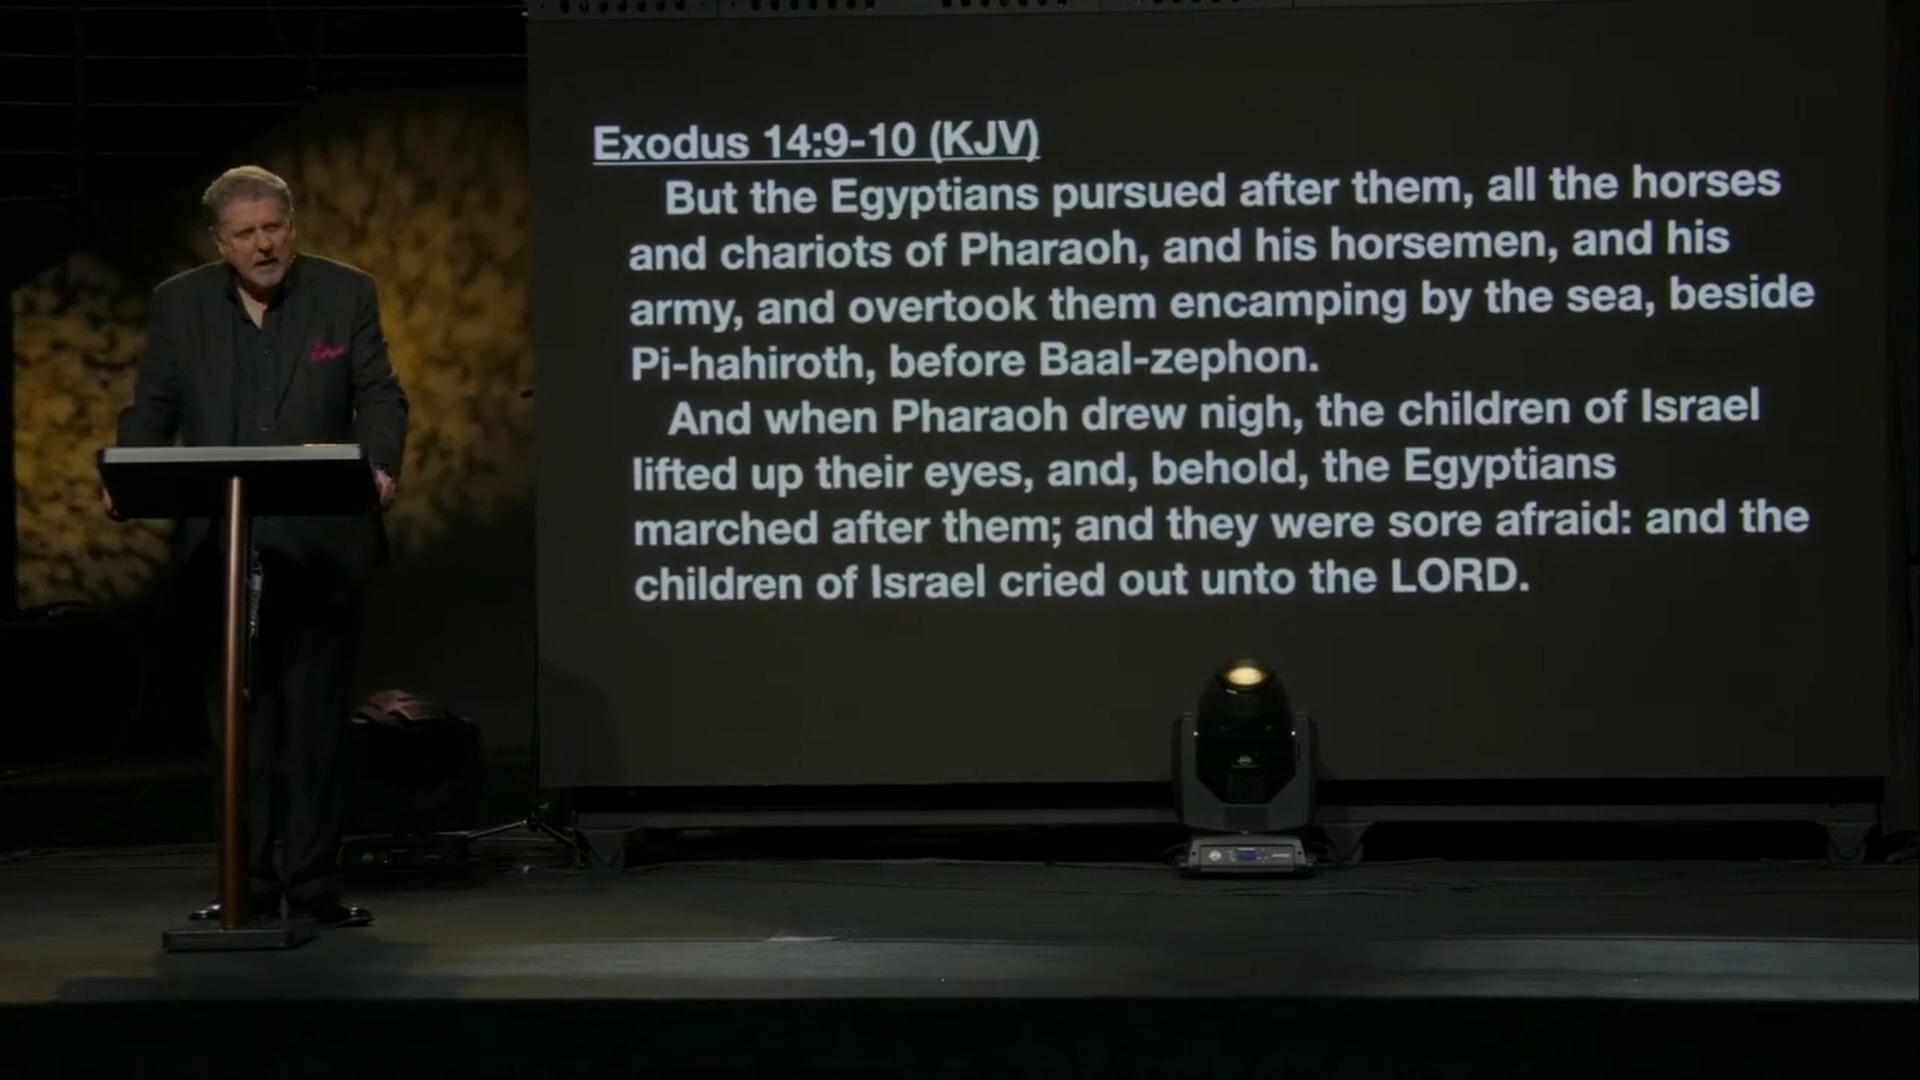 Exodus 14:9-10 (KJV)
But the Egyptians pursued after them, all the horses
and chariots of Pharaoh, and his horsemen, and his
army, and overtook them encamping by the sea, beside
Pi-hahiroth, before Baal-zephon.
And when Pharaoh drew nigh, the children of Israel
lifted up their eyes, and, behold, the Egyptians
marched after them; and they were sore afraid: and the
children of Israel cried out unto the LORD.